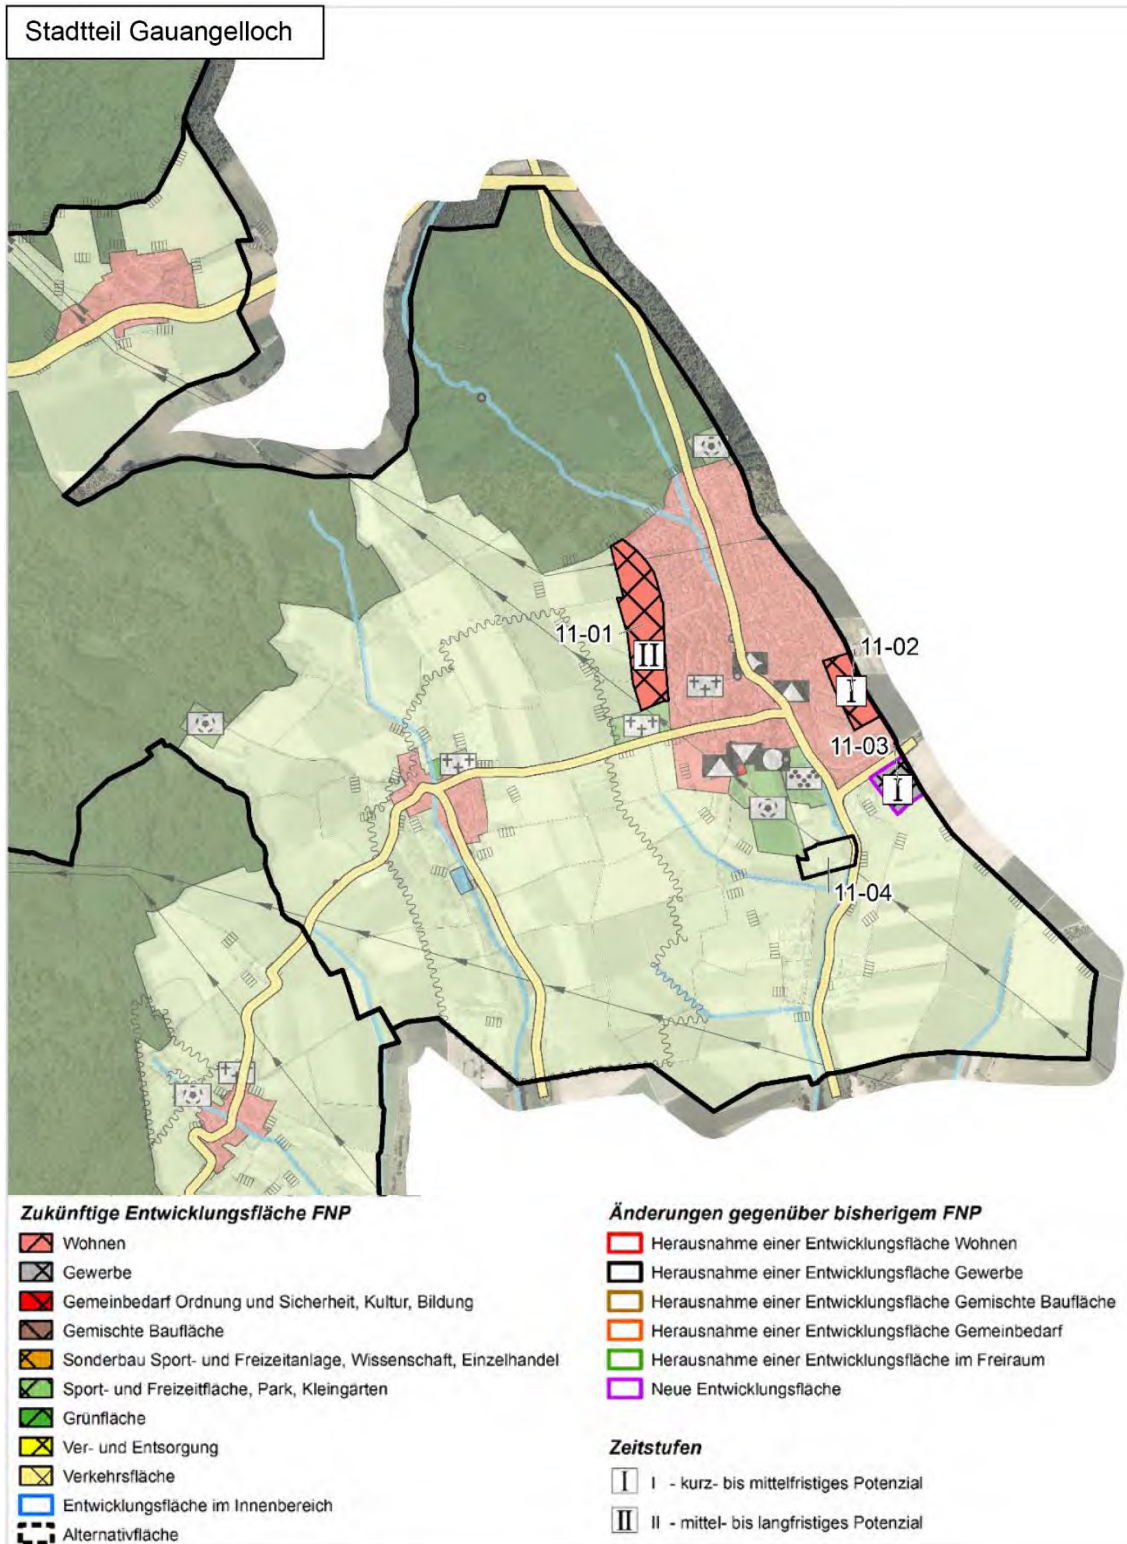 Stadtteil Gauangelloch
11-01
II
11-02
I
11-03
I
11-04
Zukünftige Entwicklungsfläche FNP
Wohnen
Gewerbe
Gemeinbedarf Ordnung und Sicherheit, Kultur, Bildung
Gemischte Baufläche
Sonderbau Sport- und Freizeitanlage, Wissenschaft, Einzelhandel
Sport- und Freizeitfläche, Park, Kleingärten
Grünfläche
Ver- und Entsorgung
Verkehrsfläche
Entwicklungsfläche im Innenbereich
Alternativfläche
Änderungen gegenüber bisherigem FNP
Herausnahme einer Entwicklungsfläche Wohnen
Herausnahme einer Entwicklungsfläche Gewerbe
Herausnahme einer Entwicklungsfläche Gemischte Baufläche
Herausnahme einer Entwicklungsfläche Gemeinbedarf
Herausnahme einer Entwicklungsfläche im Freiraum
Neue Entwicklungsfläche
Zeitstufen
I I - kurz- bis mittelfristiges Potenzial
II II - mittel- bis langfristiges Potenzial